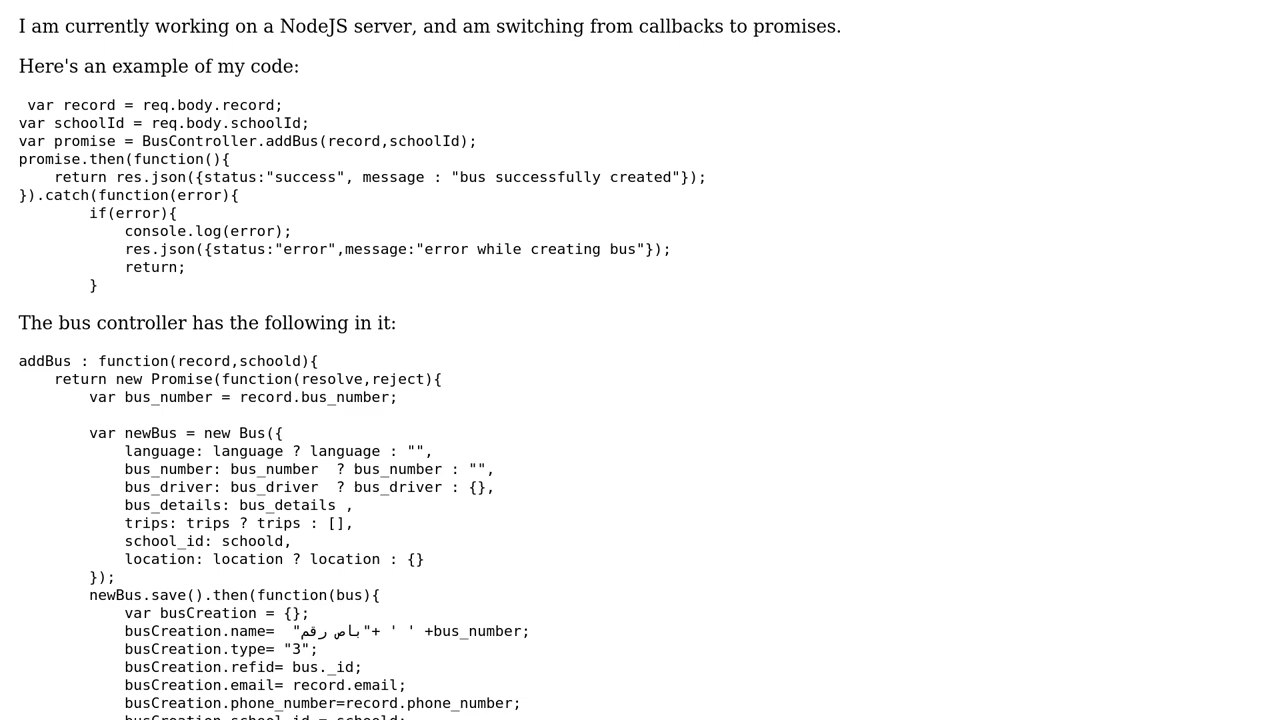 I am currently working on a NodeJS server, and am switching from callbacks to promises.
Here's an example of my code:
 var record = req.body.record;
var schoolId = req.body.schoolId;
var promise = BusController.addBus(record,schoolId);
promise.then(function(){
    return res.json({status:"success", message : "bus successfully created"});
}).catch(function(error){
        if(error){
            console.log(error);
            res.json({status:"error",message:"error while creating bus"});
            return;
        }
The bus controller has the following in it:
addBus : function(record,schoold){
    return new Promise(function(resolve,reject){
        var bus_number = record.bus_number;

        var newBus = new Bus({
            language: language ? language : "",
            bus_number: bus_number  ? bus_number : "",
            bus_driver: bus_driver  ? bus_driver : {},
            bus_details: bus_details ,
            trips: trips ? trips : [],
            school_id: schoold,
            location: location ? location : {}
        });
        newBus.save().then(function(bus){
            var busCreation = {};
            busCreation.name=  "باص رقم"+ ' ' +bus_number;
            busCreation.type= "3";
            busCreation.refid= bus._id;
            busCreation.email= record.email;
            busCreation.phone_number=record.phone_number;
            busCreation.school_id = schoold;